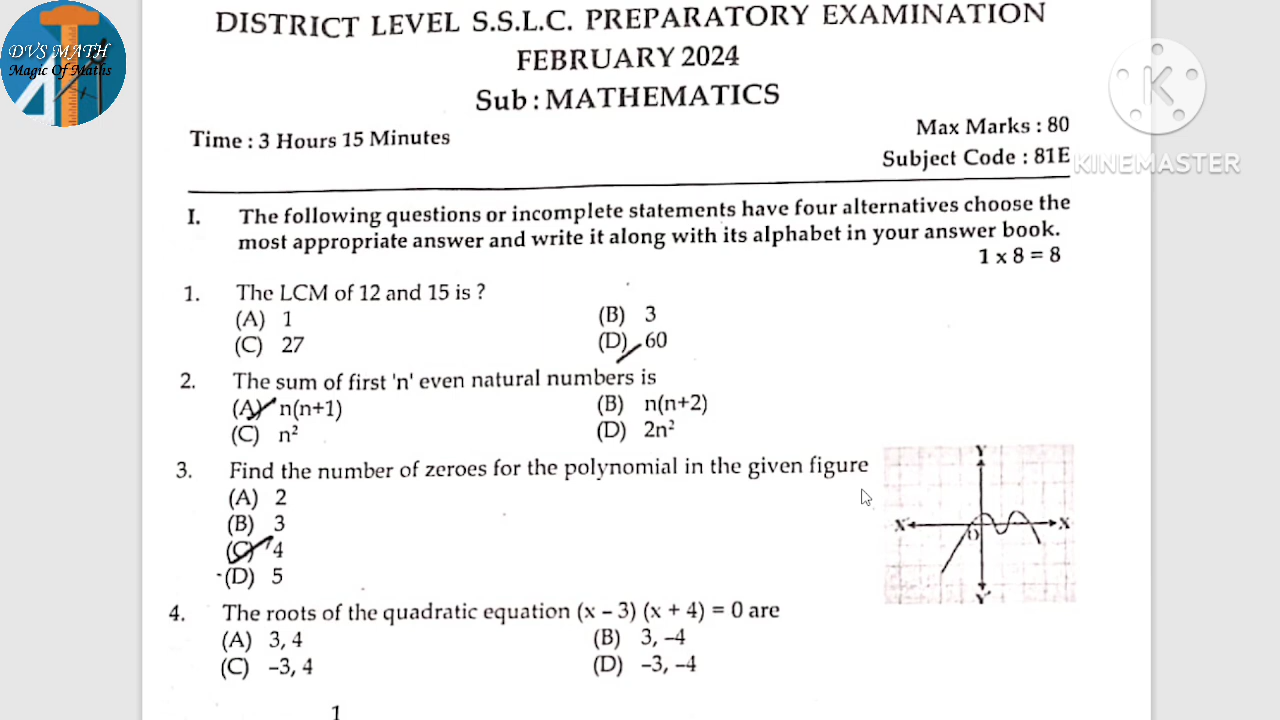 DVS MATH
Magic Of Maths
DISTRICT LEVEL S.S.L.C. PREPARATORY EXAMINATION
FEBRUARY 2024
Sub : MATHEMATICS
Time : 3 Hours 15 Minutes
Max Marks : 80
Subject Code : 81E
KINEMASTER
I. The following questions or incomplete statements have four alternatives choose the
most appropriate answer and write it along with its alphabet in your answer book.
1 x 8 = 8
1. The LCM of 12 and 15 is ?
(A) 1 (B) 3
(C) 27 (D) 60
2. The sum of first 'n' even natural numbers is
(A) n(n+1) (B) n(n+2)
(C) n² (D) 2n²
3. Find the number of zeroes for the polynomial in the given figure
(A) 2
(B) 3
(C) 4
(D) 5
Y
X' O X
Y'
4. The roots of the quadratic equation (x – 3) (x + 4) = 0 are
(A) 3, 4 (B) 3, –4
(C) –3, 4 (D) –3, –4
1